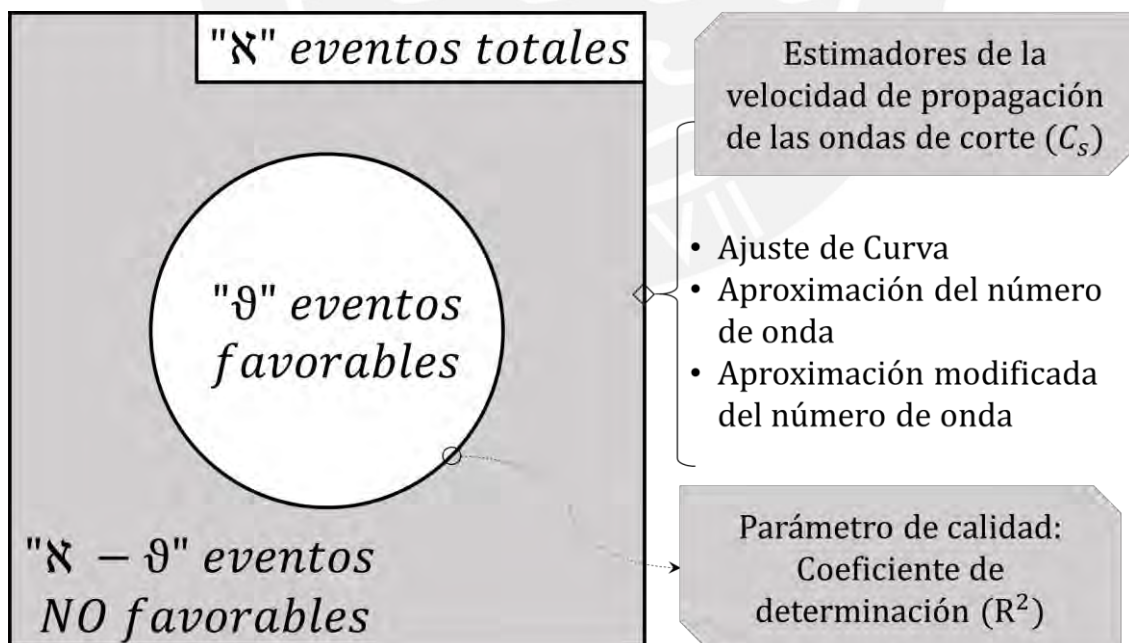 "ℵ" eventos totales
"ϑ" eventos
favorables
"ℵ − ϑ" eventos
NO favorables
Estimadores de la
velocidad de propagación
de las ondas de corte (Cₛ)
• Ajuste de Curva
• Aproximación del número
de onda
• Aproximación modificada
del número de onda
Parámetro de calidad:
Coeficiente de
determinación (R²)